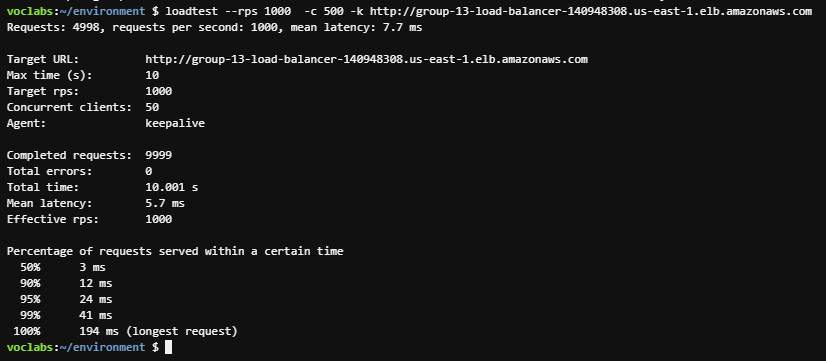 voclabs:~/environment $ loadtest --rps 1000  -c 500 -k http://group-13-load-balancer-140948308.us-east-1.elb.amazonaws.com
Requests: 4998, requests per second: 1000, mean latency: 7.7 ms
Target URL:          http://group-13-load-balancer-140948308.us-east-1.elb.amazonaws.com
Max time (s):        10
Target rps:          1000
Concurrent clients:  50
Agent:               keepalive
Completed requests:  9999
Total errors:        0
Total time:          10.001 s
Mean latency:        5.7 ms
Effective rps:       1000
Percentage of requests served within a certain time
  50%      3 ms
  90%      12 ms
  95%      24 ms
  99%      41 ms
 100%      194 ms (longest request)
voclabs:~/environment $